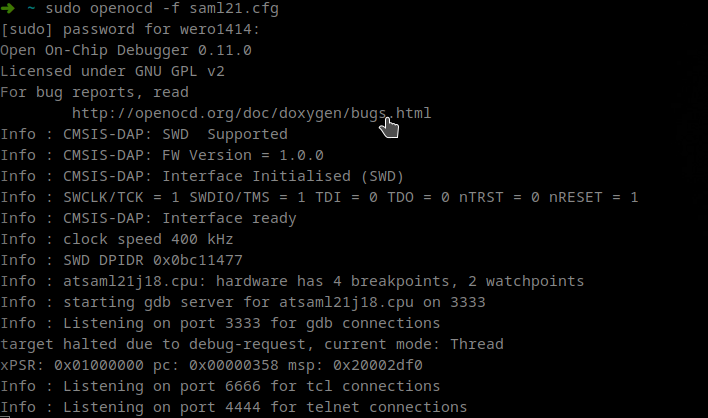 ➜ ~ sudo openocd -f saml21.cfg
[sudo] password for wero1414:
Open On-Chip Debugger 0.11.0
Licensed under GNU GPL v2
For bug reports, read
http://openocd.org/doc/doxygen/bugs.html
Info : CMSIS-DAP: SWD  Supported
Info : CMSIS-DAP: FW Version = 1.0.0
Info : CMSIS-DAP: Interface Initialised (SWD)
Info : SWCLK/TCK = 1 SWDIO/TMS = 1 TDI = 0 TDO = 0 nTRST = 0 nRESET = 1
Info : CMSIS-DAP: Interface ready
Info : clock speed 400 kHz
Info : SWD DPIDR 0x0bc11477
Info : atsaml21j18.cpu: hardware has 4 breakpoints, 2 watchpoints
Info : starting gdb server for atsaml21j18.cpu on 3333
Info : Listening on port 3333 for gdb connections
target halted due to debug-request, current mode: Thread
xPSR: 0x01000000 pc: 0x00000358 msp: 0x20002df0
Info : Listening on port 6666 for tcl connections
Info : Listening on port 4444 for telnet connections